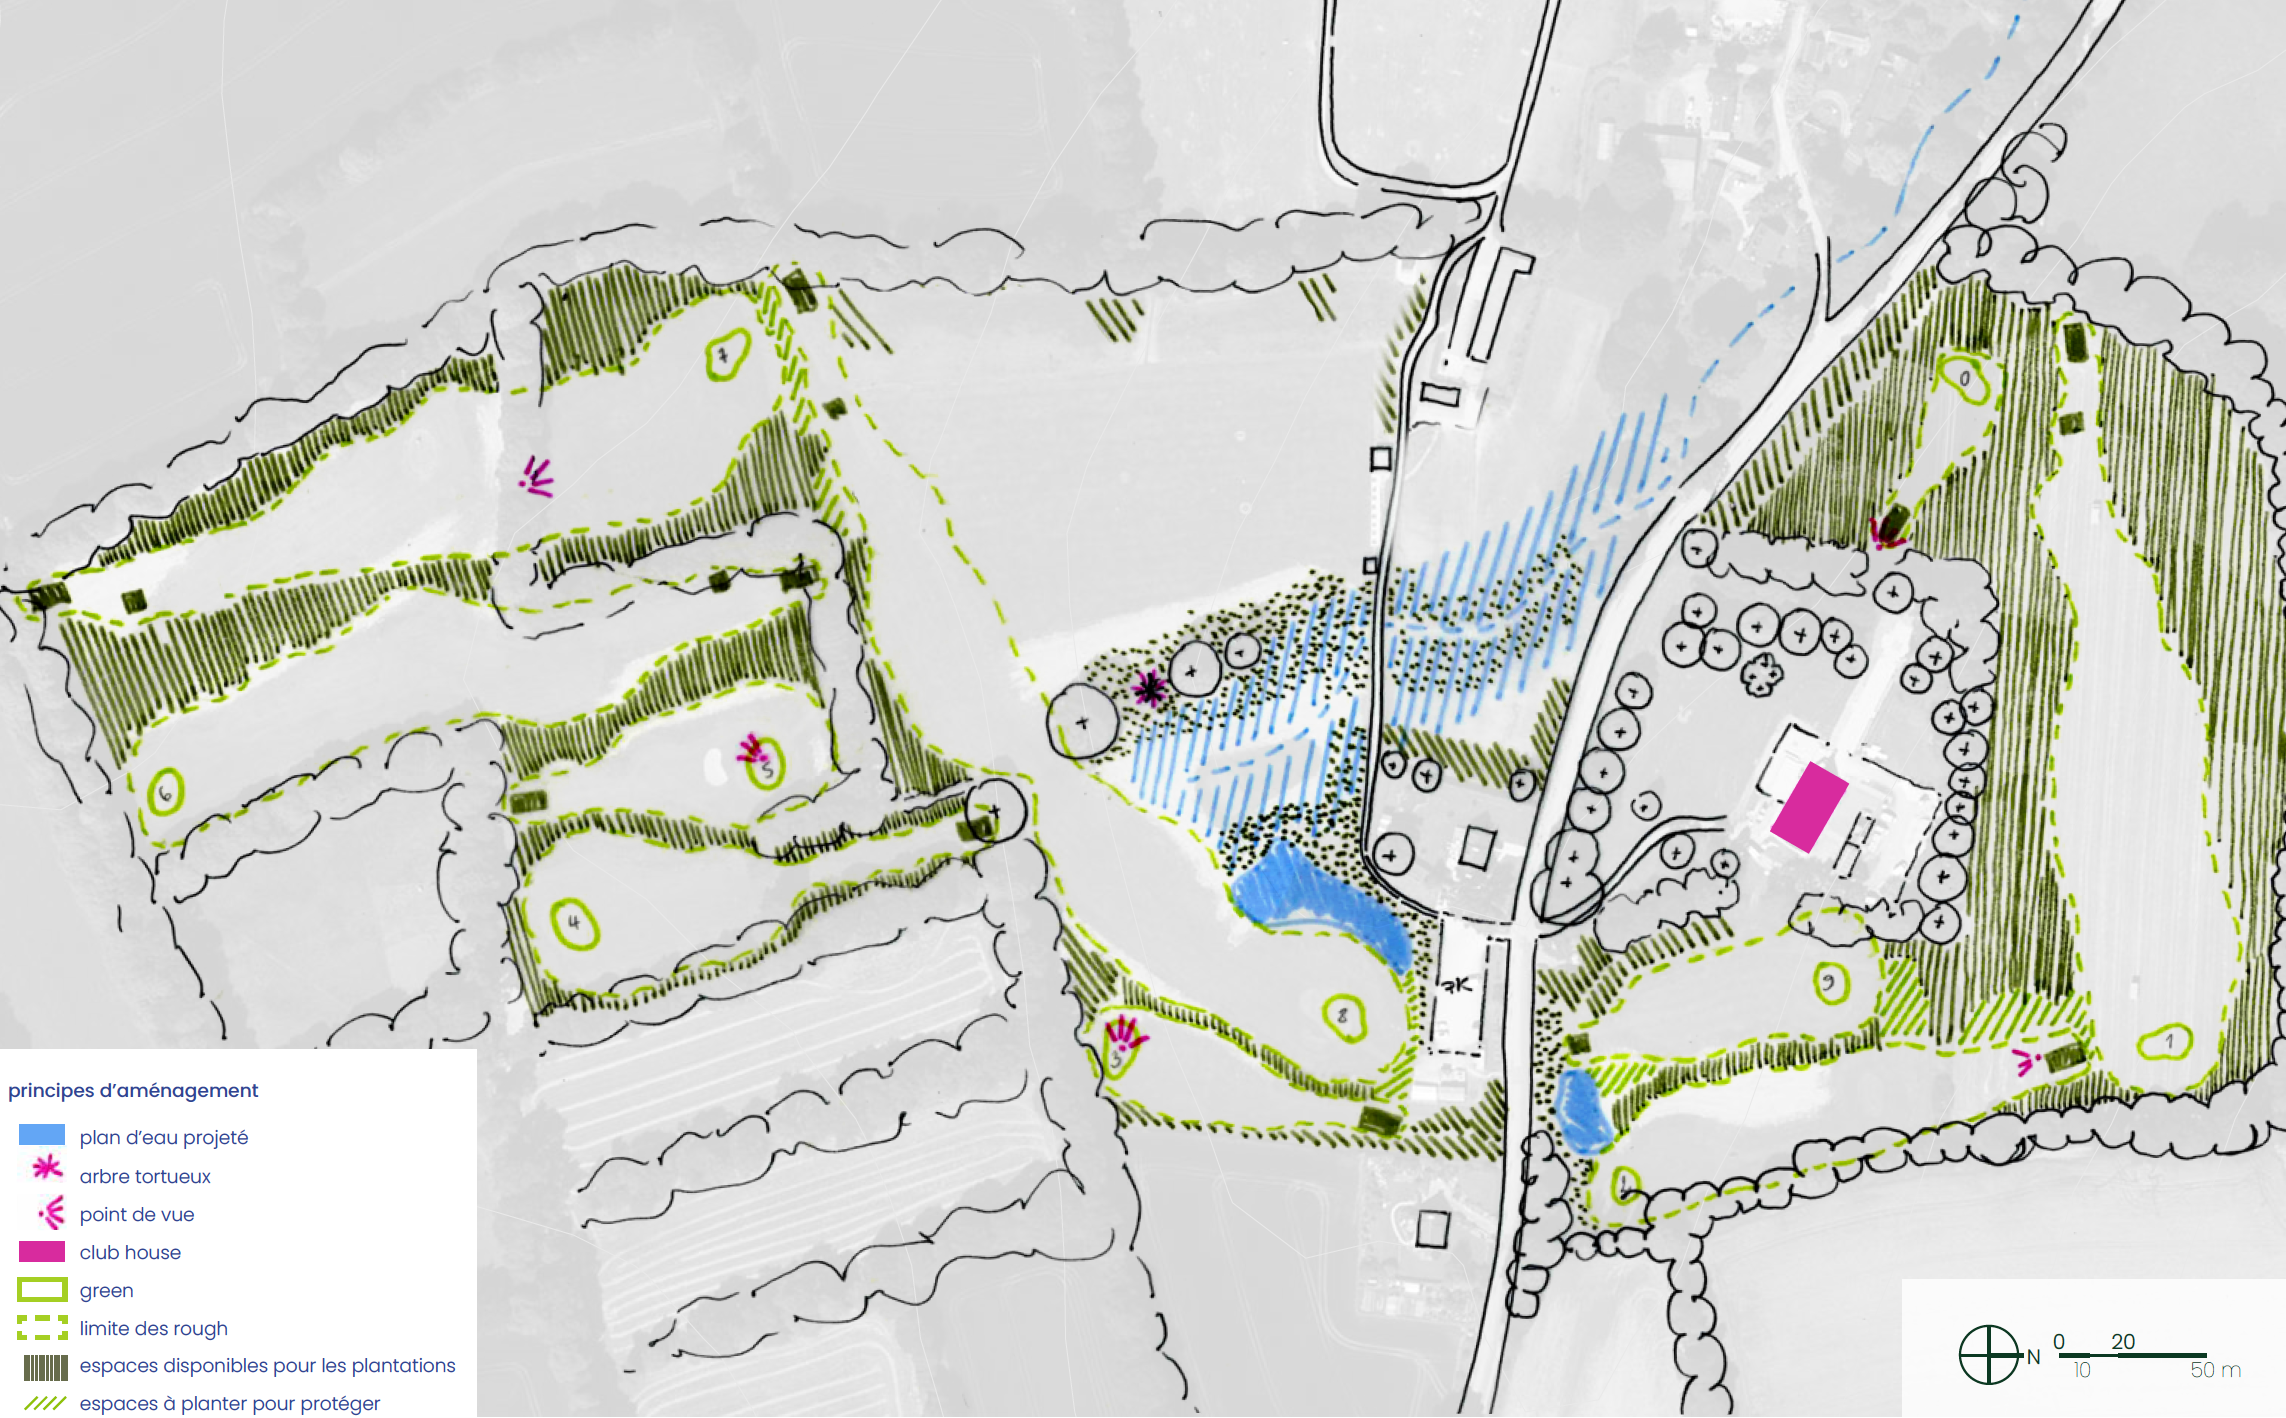 7
0
6
5
4
8
3
9
1
principes d'aménagement
plan d'eau projeté
arbre tortueux
point de vue
club house
green
limite des rough
espaces disponibles pour les plantations
espaces à planter pour protéger
N
0 20
10 50 m